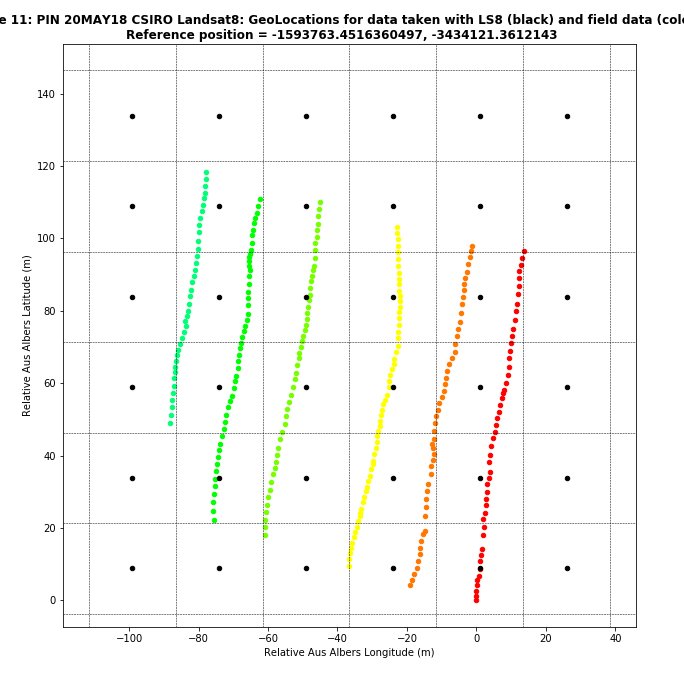 e 11: PIN 20MAY18 CSIRO Landsat8: GeoLocations for data taken with LS8 (black) and field data (colo
Reference position = -1593763.4516360497, -3434121.3612143
140
120
100
80
60
40
20
0
Relative Aus Albers Latitude (m)
−100 −80 −60 −40 −20 0 20 40
Relative Aus Albers Longitude (m)